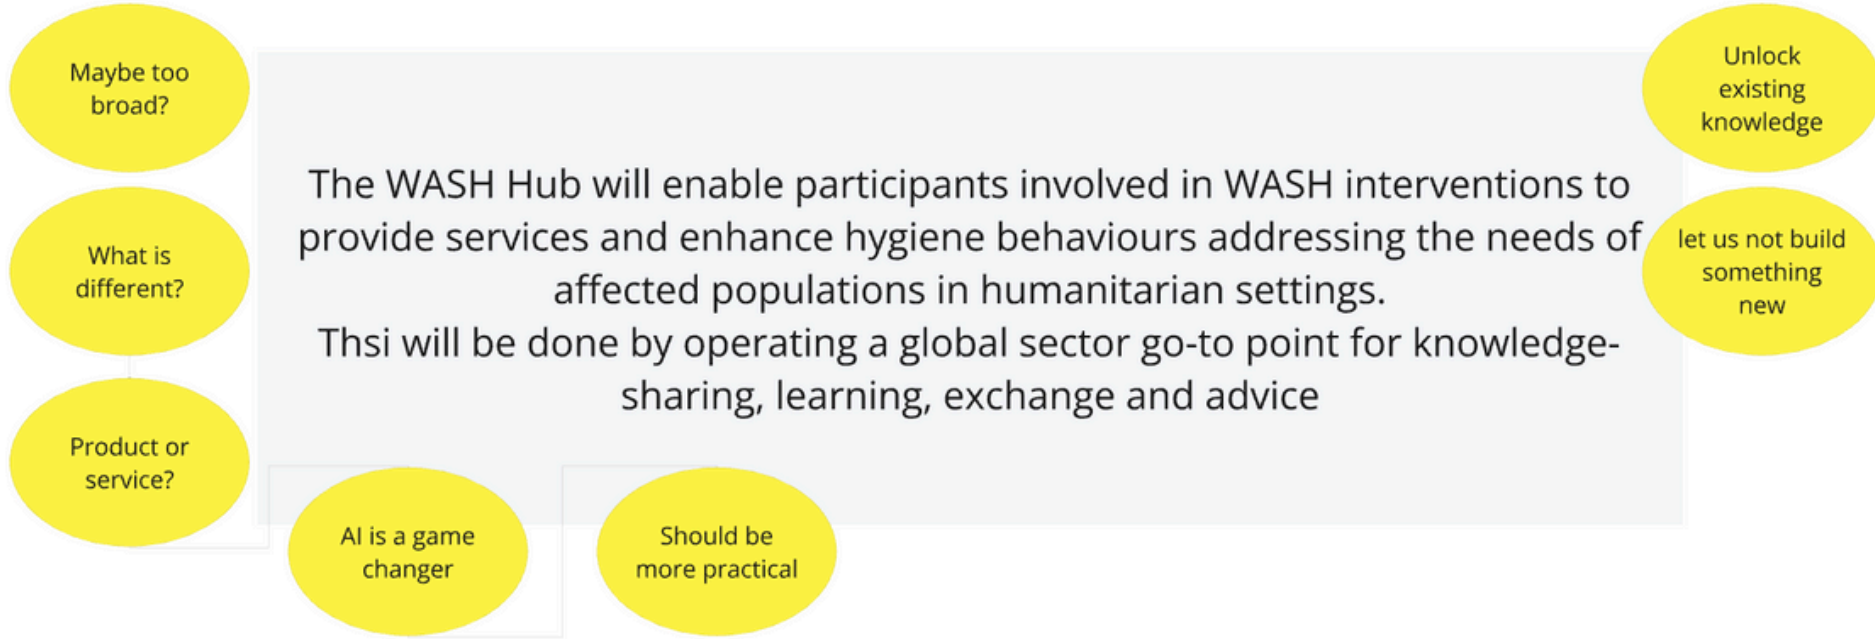 Maybe too
broad?
What is
different?
Product or
service?
The WASH Hub will enable participants involved in WASH interventions to
provide services and enhance hygiene behaviours addressing the needs of
affected populations in humanitarian settings.
Thsi will be done by operating a global sector go-to point for knowledge-
sharing, learning, exchange and advice
Unlock
existing
knowledge
let us not build
something
new
AI is a game
changer
Should be
more practical